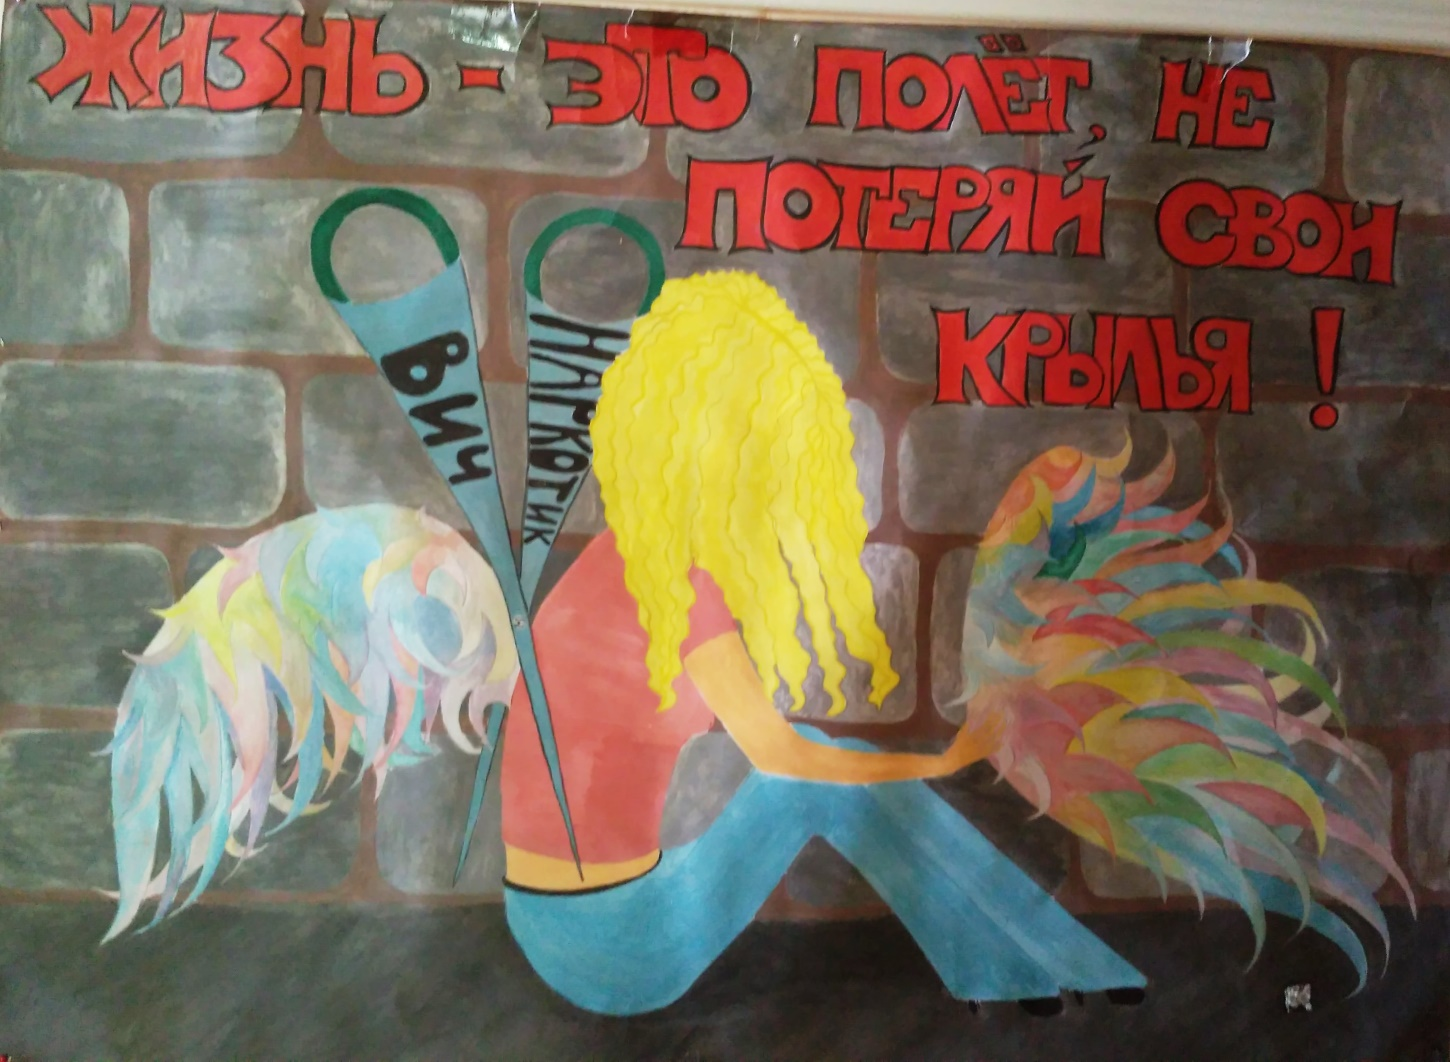 ЖИЗНЬ - ЭТО ПОЛЁТ, НЕ
ПОТЕРЯЙ СВОИ
КРЫЛЬЯ !
ВИЧ
НАРКОТИК